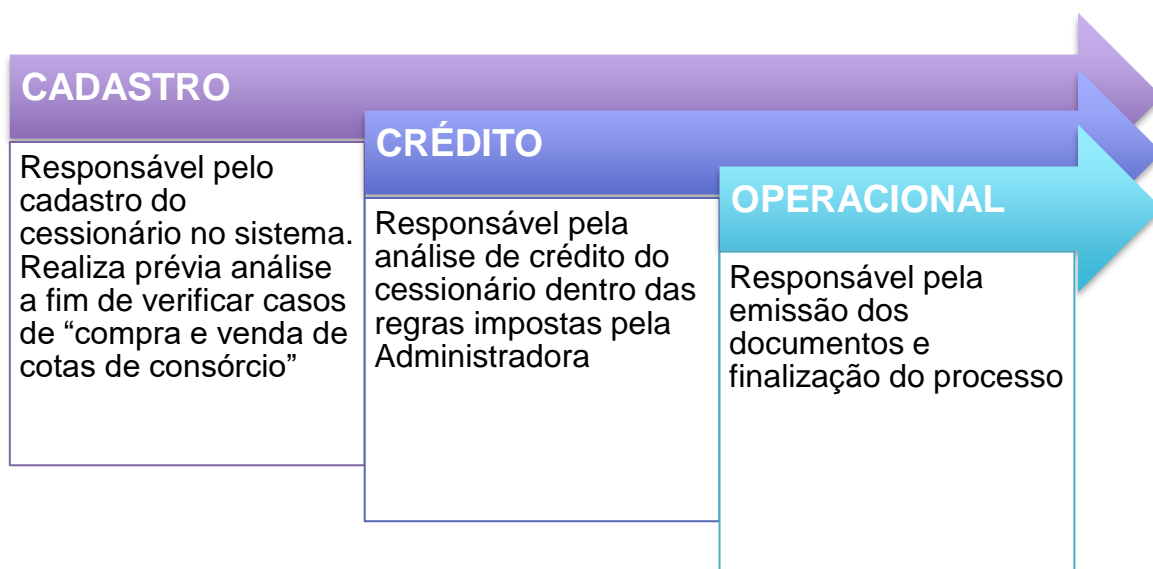 CADASTRO
Responsável pelo
cadastro do
cessionário no sistema.
Realiza prévia análise
a fim de verificar casos
de “compra e venda de
cotas de consórcio”
CRÉDITO
Responsável pela
análise de crédito do
cessionário dentro das
regras impostas pela
Administradora
OPERACIONAL
Responsável pela
emissão dos
documentos e
finalização do processo